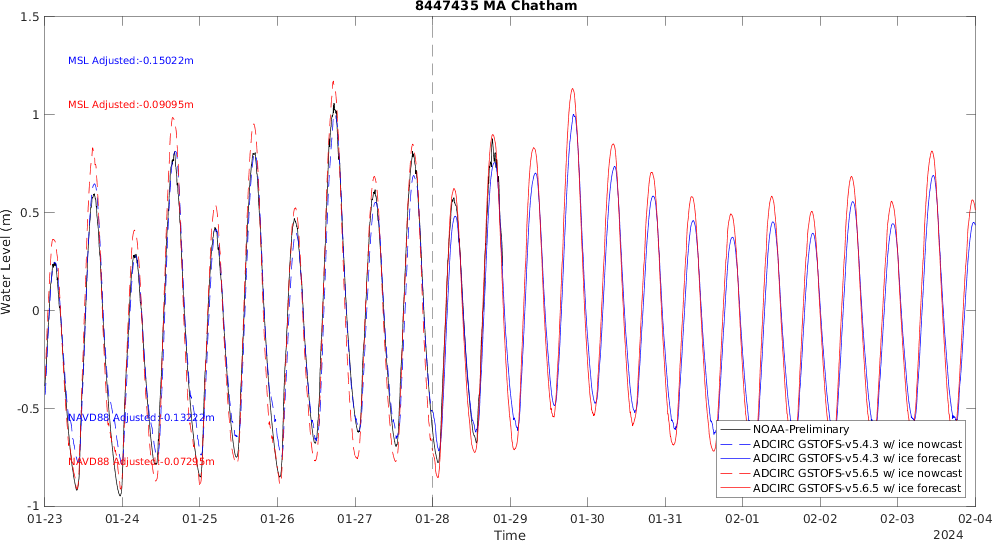 8447435 MA Chatham
1.5
1
0.5
0
-0.5
-1
Water Level (m)
MSL Adjusted:-0.15022m
MSL Adjusted:-0.09095m
NAVD88 Adjusted:-0.13222m
NAVD88 Adjusted:-0.07295m
NOAA-Preliminary
ADCIRC GSTOFS-v5.4.3 w/ ice nowcast
ADCIRC GSTOFS-v5.4.3 w/ ice forecast
ADCIRC GSTOFS-v5.6.5 w/ ice nowcast
ADCIRC GSTOFS-v5.6.5 w/ ice forecast
01-23 01-24 01-25 01-26 01-27 01-28 01-29 01-30 01-31 02-01 02-02 02-03 02-04
Time
2024